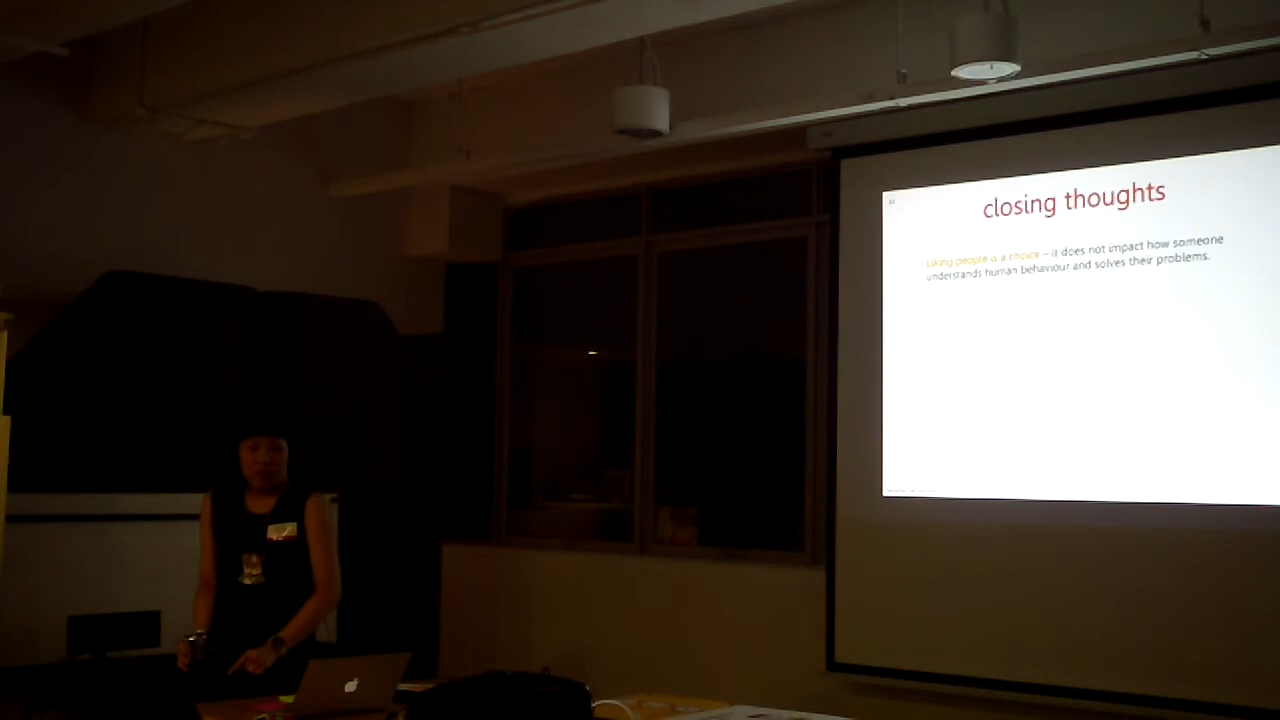 closing thoughts
Liking people is a choice – it does not impact how someone
understands human behaviour and solves their problems.